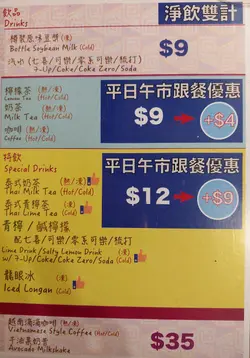 飲品
Drinks
淨飲雙計
樽裝原味豆漿(凍)
Bottle Soybean Milk (Cold)
$9
汽水 (七喜/可樂/零系可樂/梳打)
7-Up/Coke/Coke Zero/Soda
檸檬茶 (熱/凍)
Lemon Tea (Hot/Cold)
奶茶 (熱/凍)
Milk Tea (Hot/Cold)
咖啡 (熱/凍)
Coffee (Hot/Cold)
平日午市跟餐優惠
$9
+$4
特飲
Special Drinks
泰式奶茶 (熱/凍)
Thai Milk Tea (Hot/Cold)
泰式青檸茶 (凍)
Thai Lime Tea (Cold)
青檸 / 鹹檸檬
配七喜/可樂/零系可樂/梳打
Lime Drink/Salty Lemon Drink
w/ 7-Up/Coke/Coke Zero/Soda (Cold)
龍眼冰 (凍)
Iced Longan (Cold)
平日午市跟餐優惠
$12
+$9
越南滴滴咖啡 (熱/凍)
Vietnamese Style Coffee (Hot/Cold)
牛油果奶昔
Avocado Milkshake
$35